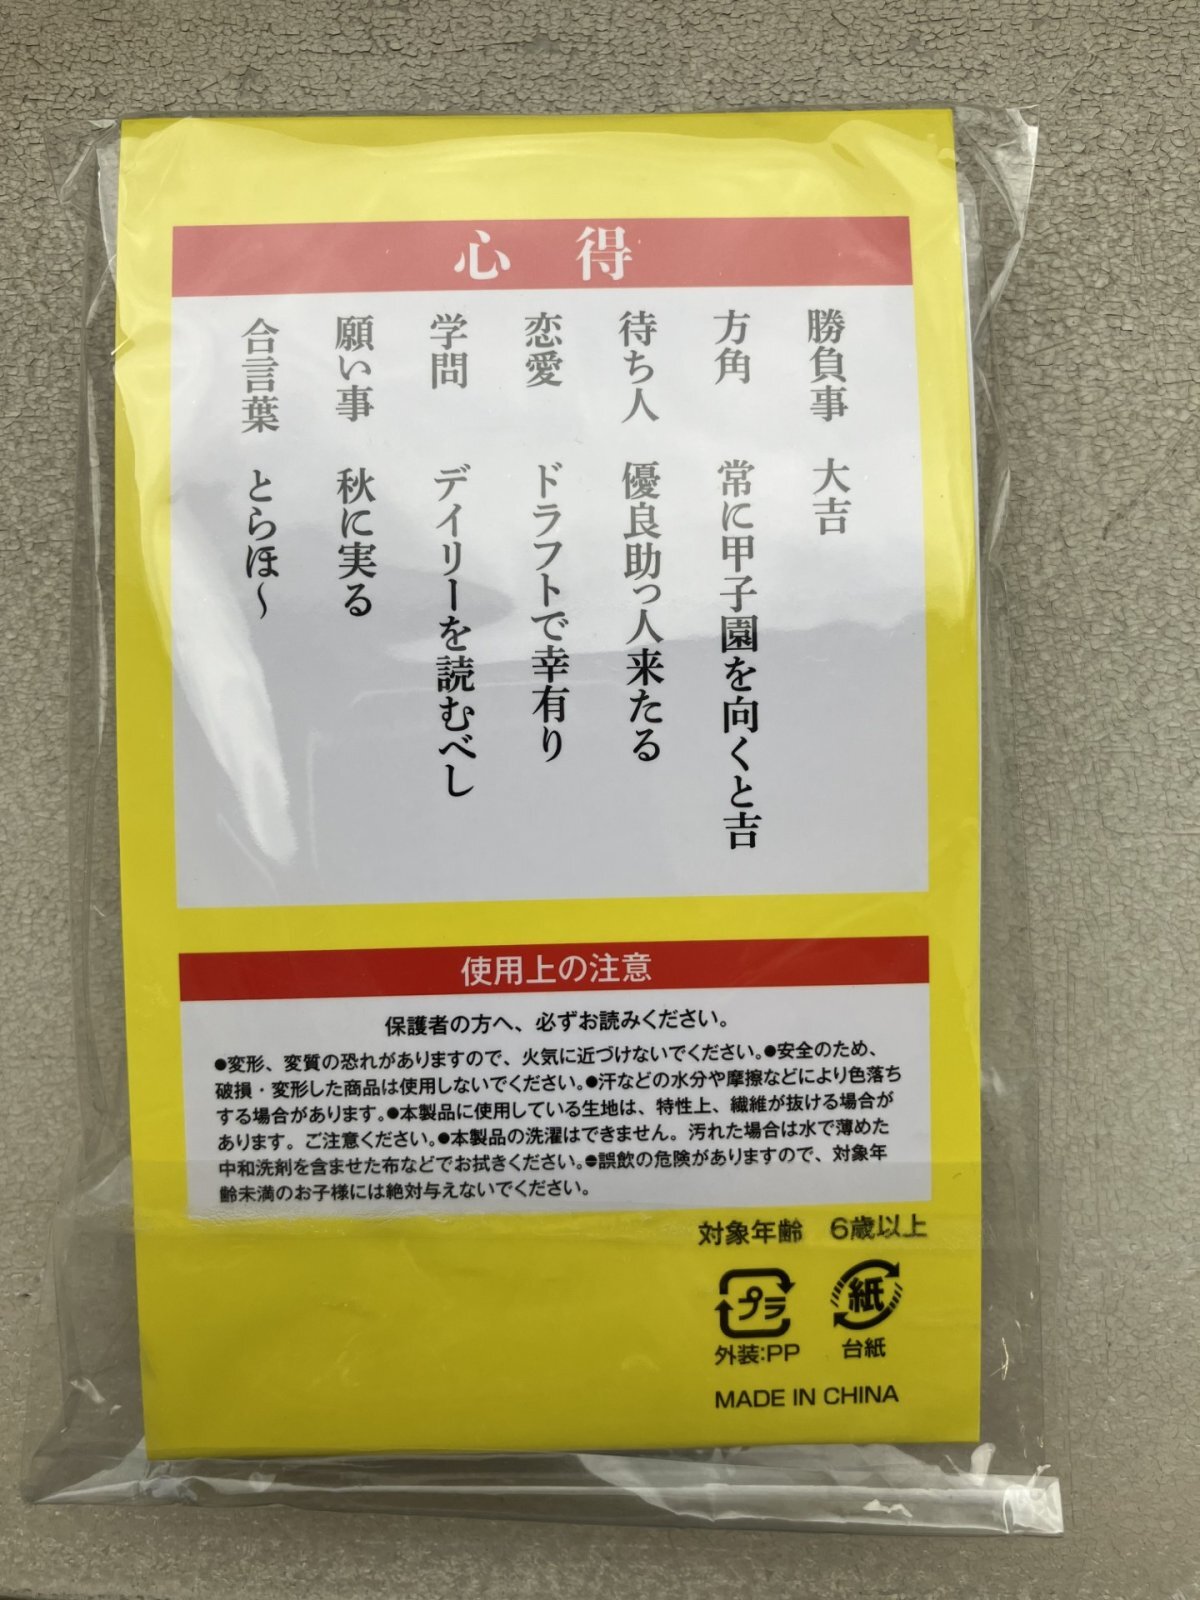 心得
勝負事 大吉
方角 常に甲子園を向くと吉
待ち人 優良助っ人来たる
恋愛 ドラフトで幸有り
学問 デイリーを読むべし
願い事 秋に実る
合言葉 とらほ～
使用上の注意
保護者の方へ、必ずお読みください。
●変形、変質の恐れがありますので、火気に近づけないでください。●安全のため、
破損・変形した商品は使用しないでください。●汗などの水分や摩擦などにより色落ち
する場合があります。●本製品に使用している生地は、特性上、繊維が抜ける場合が
あります。ご注意ください。●本製品の洗濯はできません。汚れた場合は水で薄めた
中和洗剤を含ませた布などでお拭きください。●誤飲の危険がありますので、対象年
齢未満のお子様には絶対与えないでください。
対象年齢 6歳以上
プラ 紙
外装:PP 台紙
MADE IN CHINA